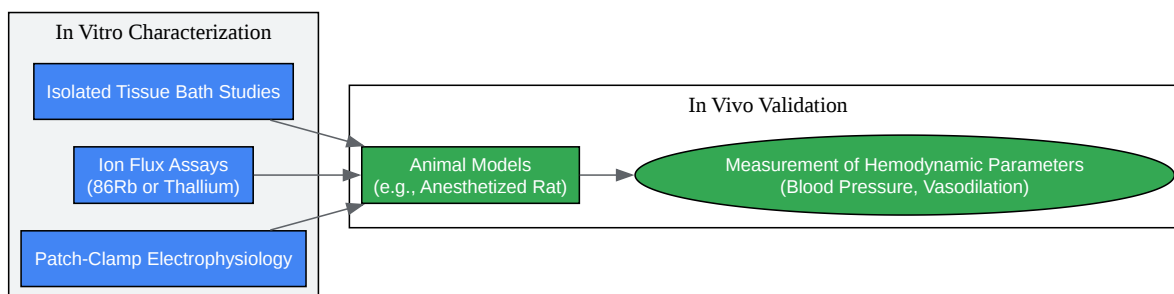 In Vitro Characterization
Isolated Tissue Bath Studies
Ion Flux Assays
(86Rb or Thallium)
Patch-Clamp Electrophysiology
In Vivo Validation
Animal Models
(e.g., Anesthetized Rat)
Measurement of Hemodynamic Parameters
(Blood Pressure, Vasodilation)